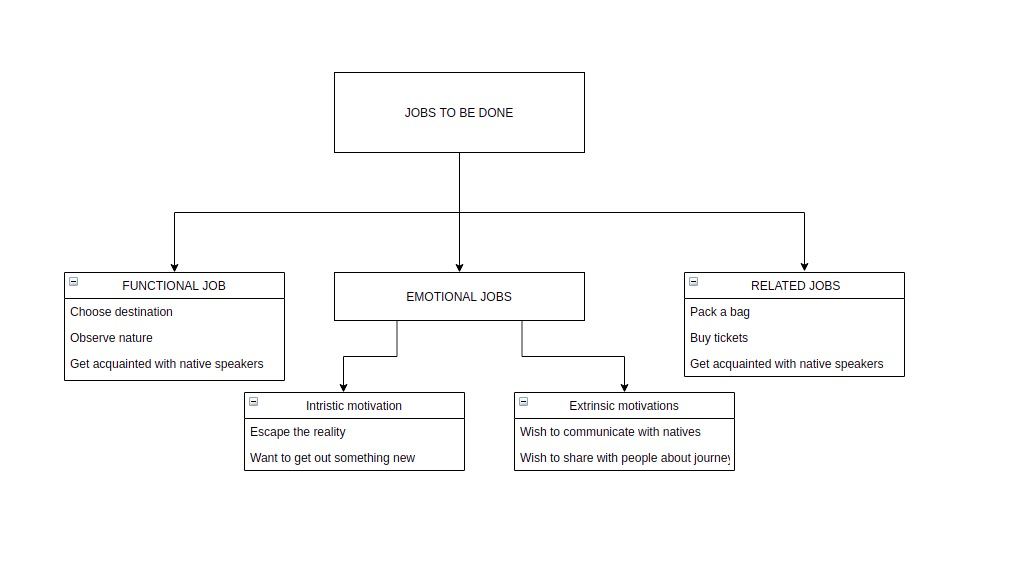 JOBS TO BE DONE
FUNCTIONAL JOB
Choose destination
Observe nature
Get acquainted with native speakers
EMOTIONAL JOBS
RELATED JOBS
Pack a bag
Buy tickets
Get acquainted with native speakers
Intristic motivation
Escape the reality
Want to get out something new
Extrinsic motivations
Wish to communicate with natives
Wish to share with people about journey